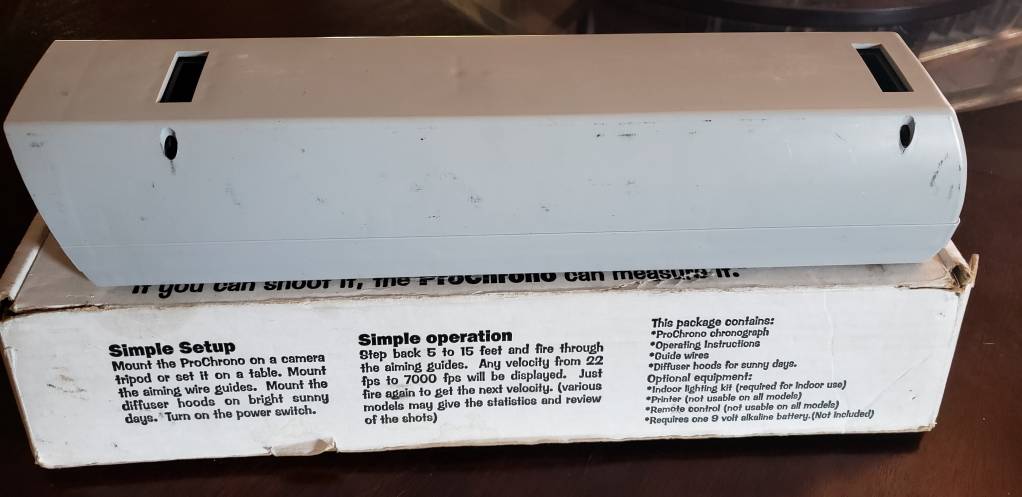 If you can shoot it, the ProChrono can measure it.
Simple Setup
Mount the ProChrono on a camera
tripod or set it on a table. Mount
the aiming wire guides. Mount the
diffuser hoods on bright sunny
days. Turn on the power switch.
Simple operation
Step back 5 to 15 feet and fire through
the aiming guides. Any velocity from 22
fps to 7000 fps will be displayed. Just
fire again to get the next velocity. (various
models may give the statistics and review
of the shots)
This package contains:
*ProChrono chronograph
*Operating Instructions
*Guide wires
*Diffuser hoods for sunny days.
Optional equipment:
*Indoor lighting kit (required for indoor use)
*Printer (not usable on all models)
*Remote control (not usable on all models)
*Requires one 9 volt alkaline battery.(Not Included)